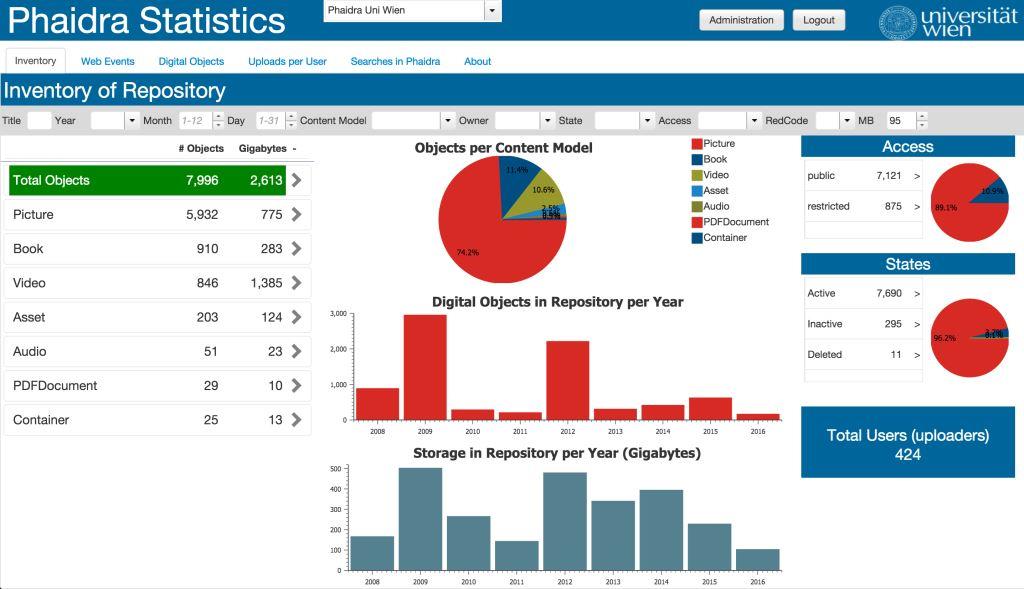 Phaidra Statistics
Phaidra Uni Wien
Administration
Logout
universität
wien
Inventory
Web Events
Digital Objects
Uploads per User
Searches in Phaidra
About
Inventory of Repository
Title
Year
Month 1-12
Day 1-31
Content Model
Owner
State
Access
RedCode
MB 95
# Objects Gigabytes -
Total Objects 7,996 2,613
Picture 5,932 775
Book 910 283
Video 846 1,385
Asset 203 124
Audio 51 23
PDFDocument 29 10
Container 25 13
Objects per Content Model
11.4%
10.6%
2.5%
74.2%
Picture
Book
Video
Asset
Audio
PDFDocument
Container
Digital Objects in Repository per Year
3,000
2,000
1,000
0
2008 2009 2010 2011 2012 2013 2014 2015 2016
Storage in Repository per Year (Gigabytes)
500
400
300
200
100
0
2008 2009 2010 2011 2012 2013 2014 2015 2016
Access
public 7,121 >
restricted 875 >
10.9%
89.1%
States
Active 7,690 >
Inactive 295 >
Deleted 11 >
96.2%
Total Users (uploaders)
424